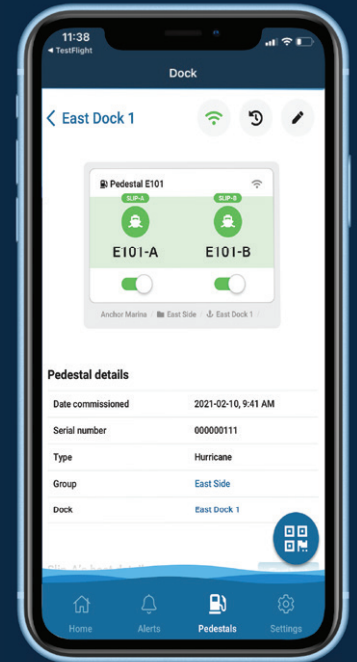 11:38
◀ TestFlight
Dock
East Dock 1
Pedestal E101
SLIP-A SLIP-B
E101-A E101-B
Anchor Marina East Side East Dock 1
Pedestal details
Date commissioned 2021-02-10, 9:41 AM
Serial number 000000111
Type Hurricane
Group East Side
Dock East Dock 1
Home Alerts Pedestals Settings